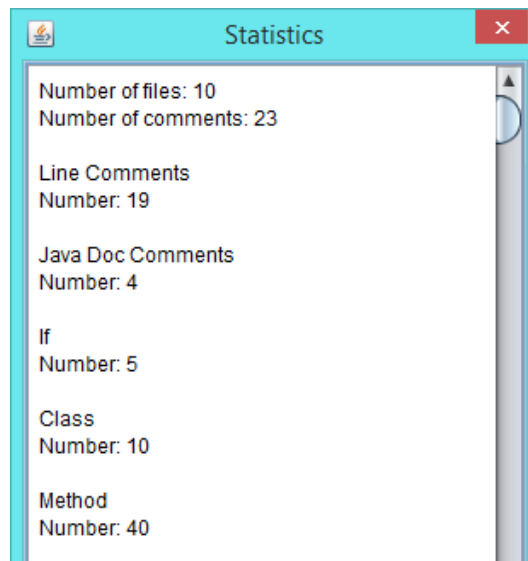 Statistics
Number of files: 10
Number of comments: 23
Line Comments
Number: 19
Java Doc Comments
Number: 4
If
Number: 5
Class
Number: 10
Method
Number: 40